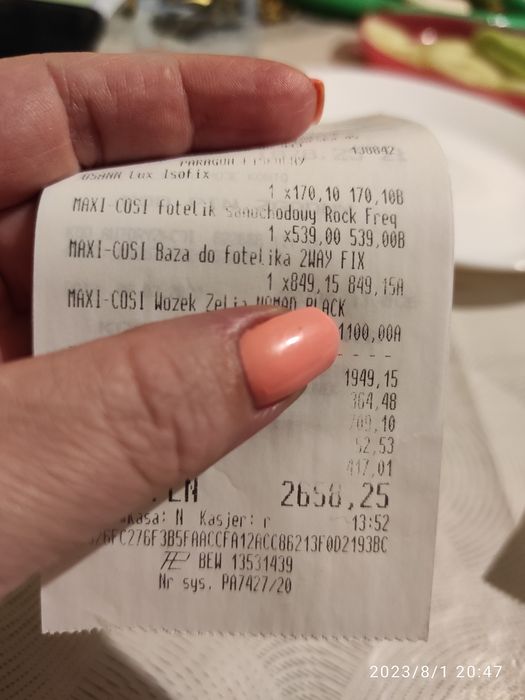 1J0842
PARAGON FISKALNY
OSANN Lux Isofix
1 x170,10 170,10B
MAXI-COSI fotelik samochodowy Rock Freq
1 x539,00 539,00B
MAXI-COSI Baza do fotelika 2WAY FIX
1 x849,15 849,15A
MAXI-COSI Wozek Zelia NOMAD BLACK
1100,00A
1949,15
364,48
709,10
52,53
417,01
2658,25
Kasjer: r 13:52
BEW 13531439
Nr sys. PA7427/20
2023/8/1 20:47